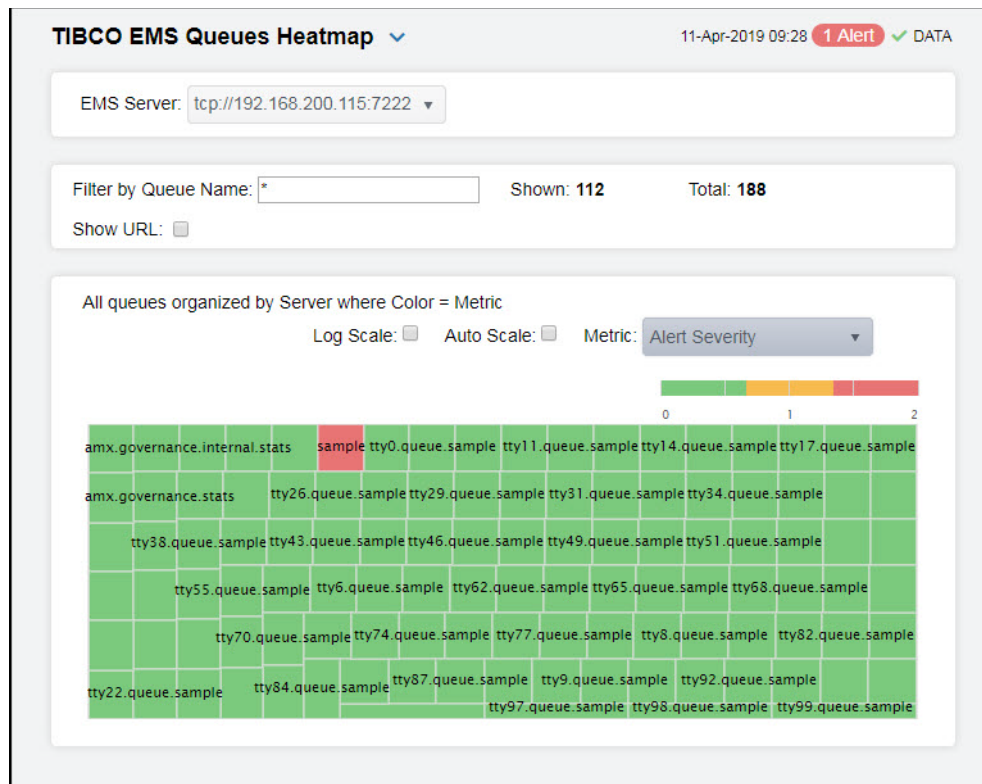 TIBCO EMS Queues Heatmap 11-Apr-2019 09:28 1 Alert DATA
EMS Server: tcp://192.168.200.115:7222
Filter by Queue Name: * Shown: 112 Total: 188
Show URL:
All queues organized by Server where Color = Metric
Log Scale: Auto Scale: Metric: Alert Severity
0 1 2
amx.governance.internal.stats sample tty0.queue.sample tty11.queue.sample tty14.queue.sample tty17.queue.sample
amx.governance.stats tty26.queue.sample tty29.queue.sample tty31.queue.sample tty34.queue.sample
tty38.queue.sample tty43.queue.sample tty46.queue.sample tty49.queue.sample tty51.queue.sample
tty55.queue.sample tty6.queue.sample tty62.queue.sample tty65.queue.sample tty68.queue.sample
tty70.queue.sample tty74.queue.sample tty77.queue.sample tty8.queue.sample tty82.queue.sample
tty22.queue.sample tty84.queue.sample tty87.queue.sample tty9.queue.sample tty92.queue.sample
tty97.queue.sample tty98.queue.sample tty99.queue.sample